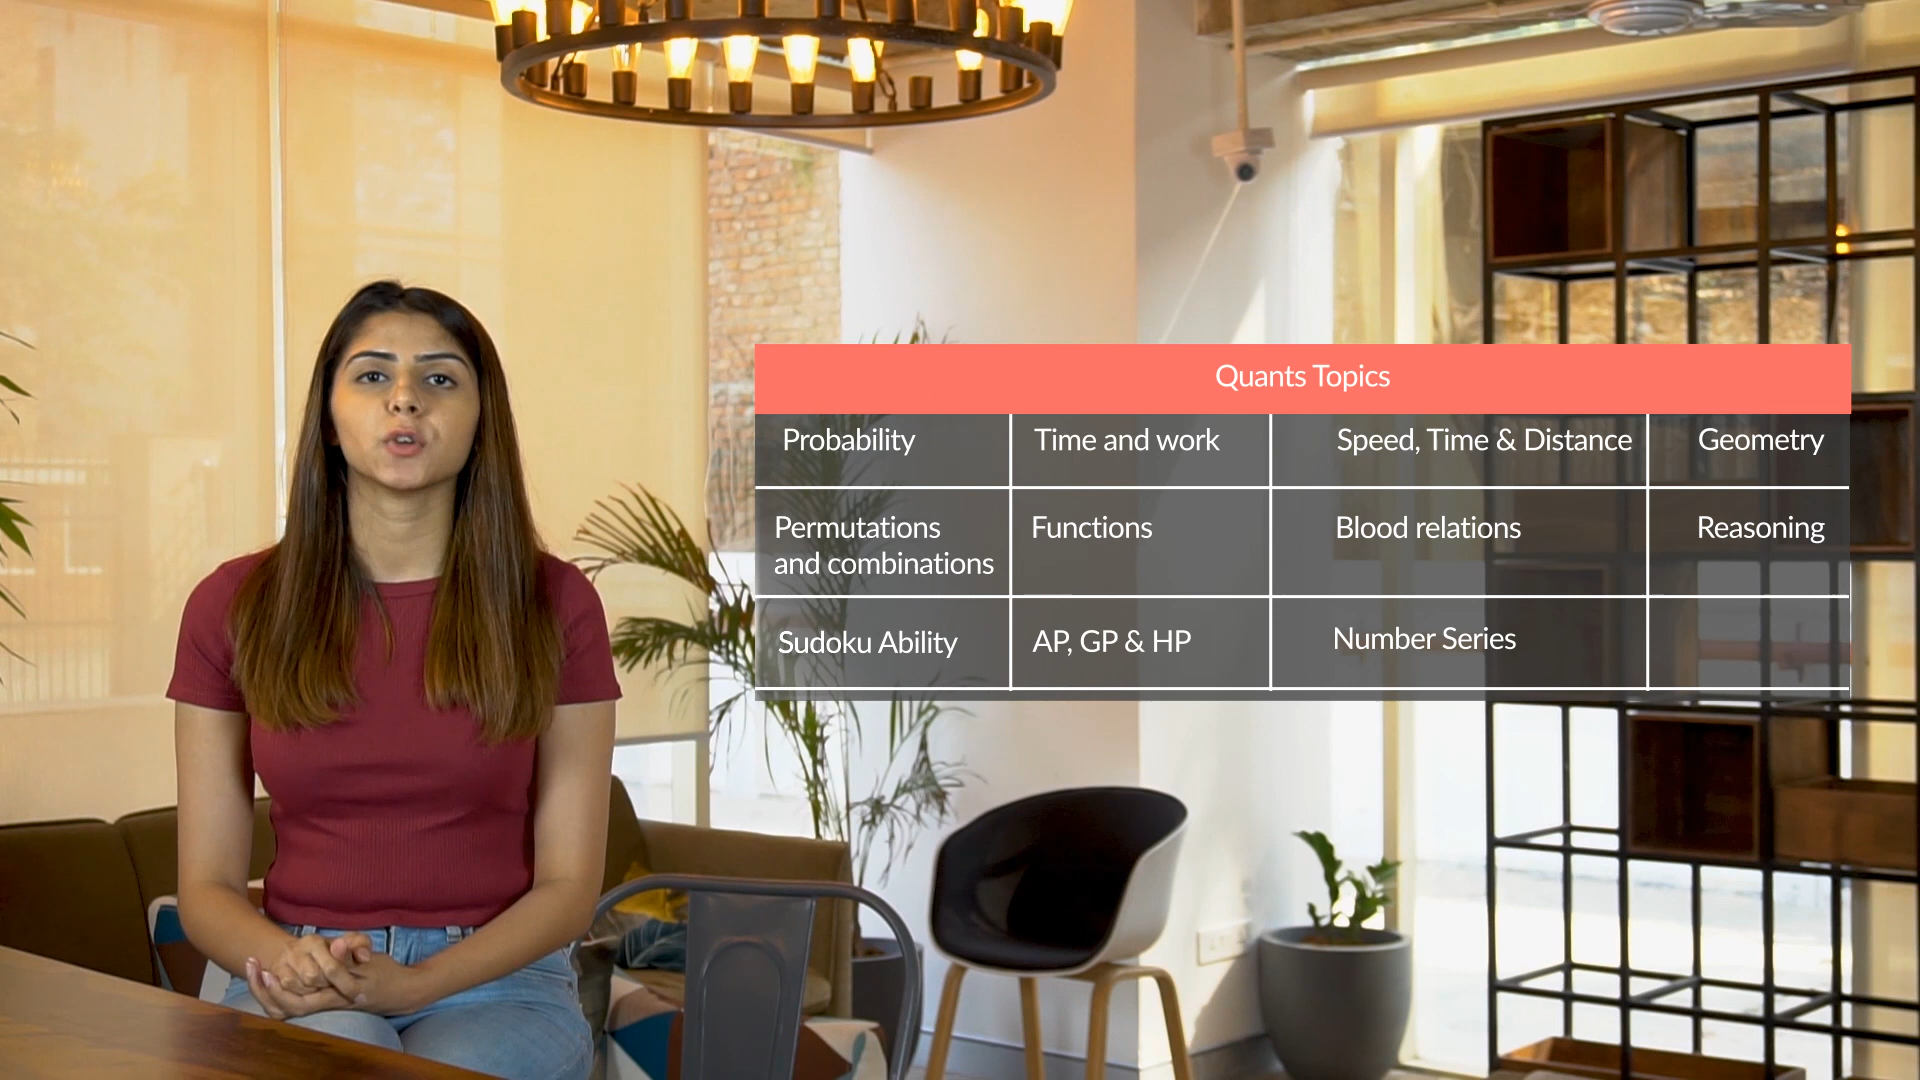 Quants Topics
Probability
Time and work
Speed, Time & Distance
Geometry
Permutations
and combinations
Functions
Blood relations
Reasoning
Sudoku Ability
AP, GP & HP
Number Series